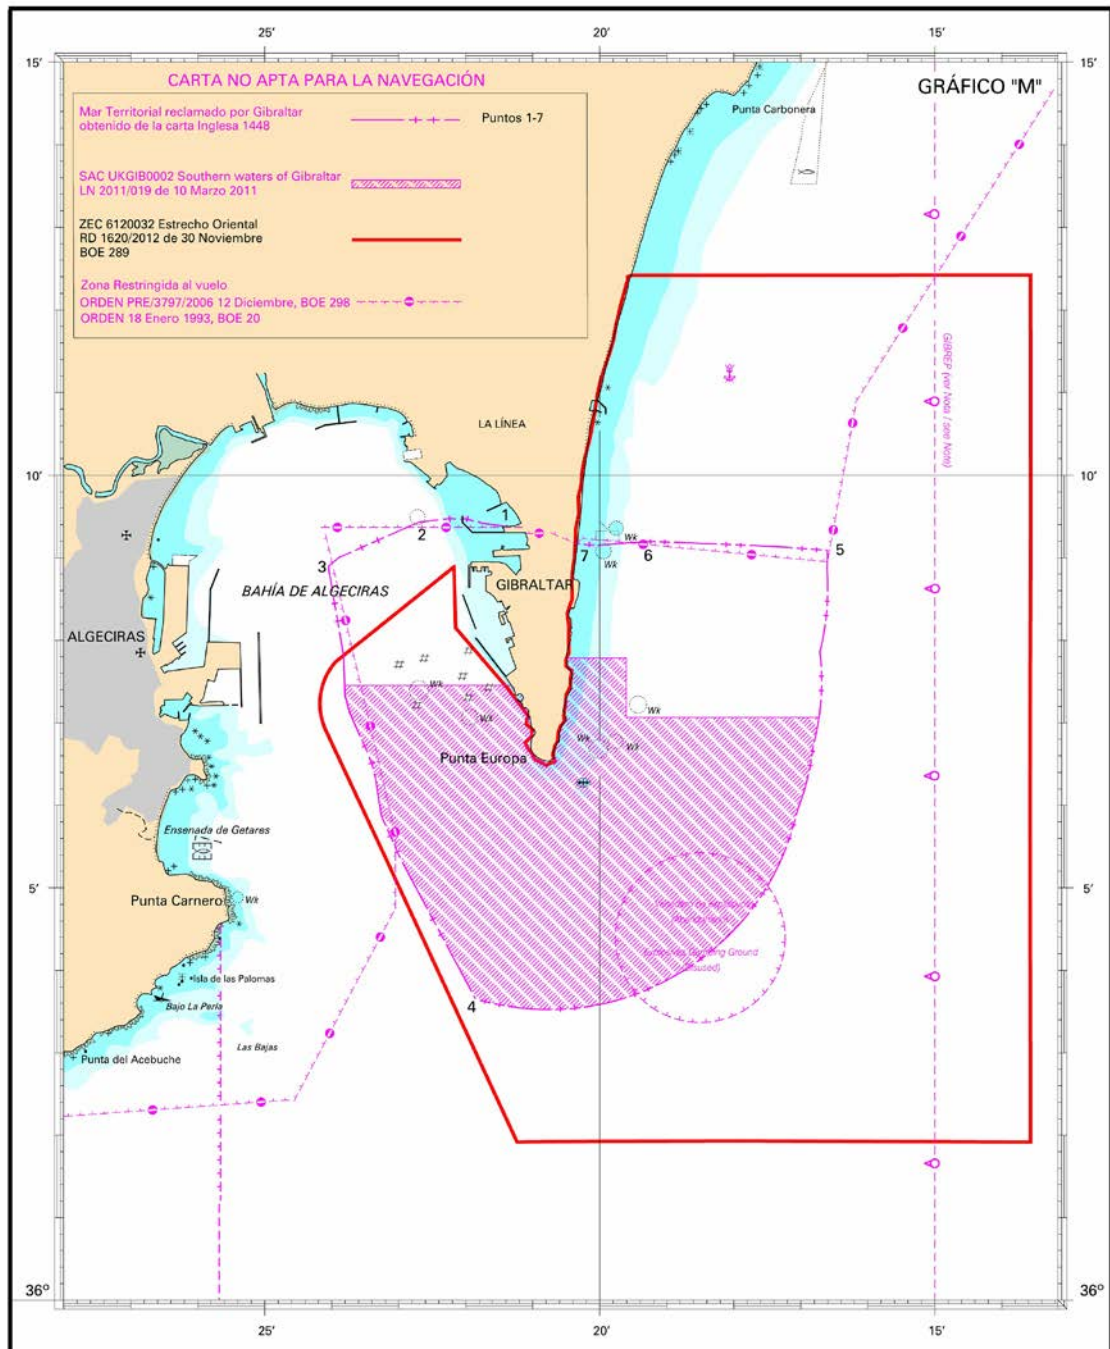 25'
20'
15'
15'
15'
CARTA NO APTA PARA LA NAVEGACIÓN
GRÁFICO "M"
Mar Territorial reclamado por Gibraltar
obtenido de la carta Inglesa 1448
Puntos 1-7
SAC UKGIB0002 Southern waters of Gibraltar
LN 2011/019 de 10 Marzo 2011
ZEC 6120032 Estrecho Oriental
RD 1620/2012 de 30 Noviembre
BOE 289
Zona Restringida al vuelo
ORDEN PRE/3797/2006 12 Diciembre, BOE 298
ORDEN 18 Enero 1993, BOE 20
Punta Carbonera
GIBREP (ver Nota / see Note)
LA LÍNEA
10'
10'
1
2
3
7
6
5
Wk
Wk
BAHÍA DE ALGECIRAS
GIBRALTAR
ALGECIRAS
Wk
Wk
Wk
Wk
Wk
Punta Europa
Ensenada de Getares
5'
5'
Punta Carnero
Wk
Ground
Isla de las Palomas
Bajo La Perla
4
Las Bajas
Punta del Acebuche
36º
36º
25'
20'
15'